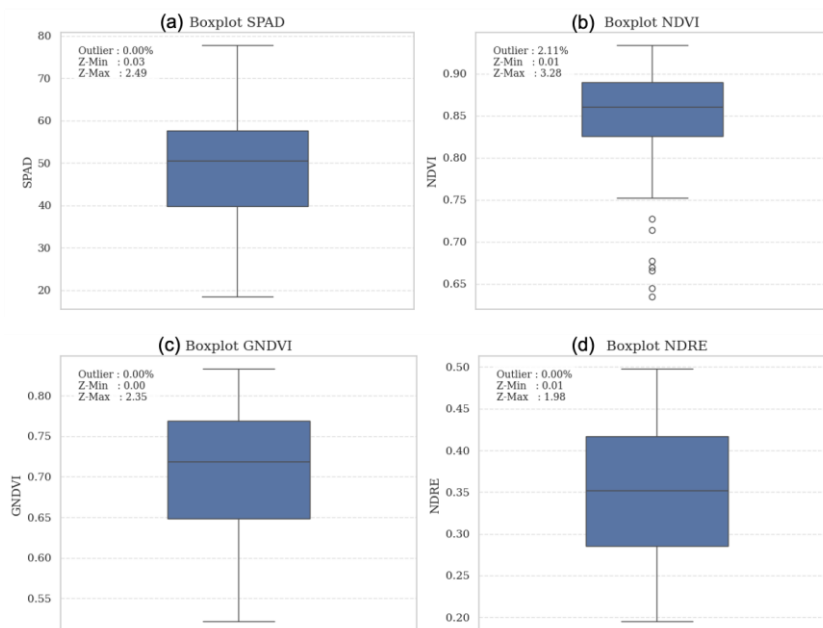 (a) Boxplot SPAD
Outlier : 0.00%
Z-Min : 0.03
Z-Max : 2.49
80
70
60
50
40
30
20
SPAD
(b) Boxplot NDVI
Outlier : 2.11%
Z-Min : 0.01
Z-Max : 3.28
0.90
0.85
0.80
0.75
0.70
0.65
NDVI
(c) Boxplot GNDVI
Outlier : 0.00%
Z-Min : 0.00
Z-Max : 2.35
0.80
0.75
0.70
0.65
0.60
0.55
GNDVI
(d) Boxplot NDRE
Outlier : 0.00%
Z-Min : 0.01
Z-Max : 1.98
0.50
0.45
0.40
0.35
0.30
0.25
0.20
NDRE